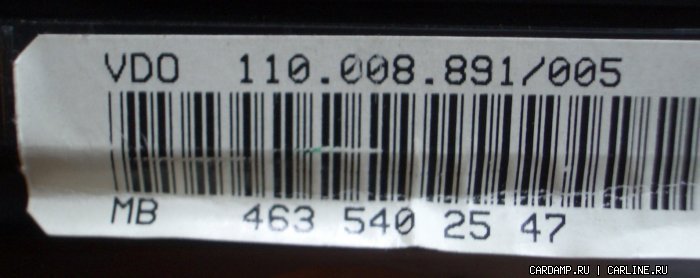 VDO 110.008.891/005
MB 463 540 25 47
CARDAMP.RU | CARLINE.RU